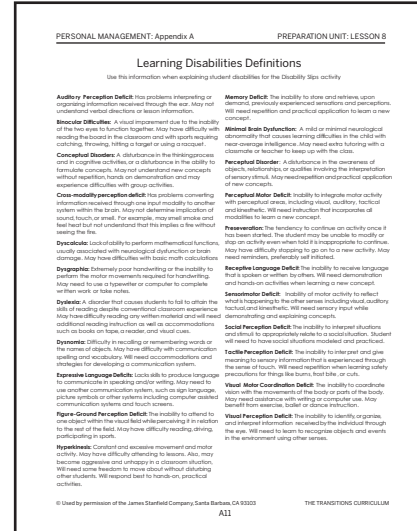 PERSONAL MANAGEMENT: Appendix A
PREPARATION UNIT: LESSON 8
Learning Disabilities Definitions
Use this information when explaining student disabilities for the Disability Slips activity
Auditory Perception Deficit: Has problems interpreting or
organizing information received through the ear. May not
understand verbal directions or lesson information.
Binocular Difficulties: A visual impairment due to the inability
of the two eyes to function together. May have difficulty with
reading the board in the classroom and with sports requiring
catching, throwing, hitting a target or using a racquet.
Conceptual Disorders: A disturbance in the thinking process
and in cognitive activities, or a disturbance in the ability to
formulate concepts. May not understand new concepts
without repetition, hands on demonstration and may
experience difficulties with group activities.
Cross-modality perception deficit: Has problems converting
information received through one input modality to another
system within the brain. May not determine implication of
sound, touch, or smell. For example, may smell smoke and
feel heat but not understand that this implies a fire without
seeing the fire.
Dyscalculo: Lack of ability to perform mathematical functions,
usually associated with neurological dysfunction or brain
damage. May have difficulties with basic math calculations
Dysgraphia: Extremely poor handwriting or the inability to
perform the motor movements required for handwriting.
May need to use a typewriter or computer to complete
written work or take notes.
Dyslexia: A disorder that causes students to fail to attain the
skills of reading despite conventional classroom experience
May have difficulty reading any written material and will need
additional reading instruction as well as accommodations
such as books on tape, a reader, and visual cues.
Dysnomia: Difficulty in recalling or remembering words or
the names of objects. May have difficulty with communication
spelling and vocabulary. Will need accommodations and
strategies for developing a communication system.
Expressive Language Deficits: Lacks skills to produce language
to communicate in speaking and/or writing. May need to
use another communication system, such as sign language,
picture symbols or other systems including computer assisted
communication systems and touch screens.
Figure-Ground Perception Deficit: The inability to attend to
one object within the visual field while perceiving it in relation
to the rest of the field. May have difficulty reading, driving,
participating in sports.
Hyperkinesis: Constant and excessive movement and motor
activity. May have difficulty attending to lessons. Also, may
become aggressive and unhappy in a classroom situation,
Will need some freedom to move about without disturbing
other students. Will respond best to hands-on, practical
activities.
Memory Deficit: The inability to store and retrieve, upon
demand, previously experienced sensations and perceptions.
Will need repetition and practical application to learn a new
concept.
Minimal Brain Dysfunction: A mild or minimal neurological
abnormality that causes learning difficulties in the child with
near-average intelligence. May need extra tutoring with a
classmate or teacher to keep up with the class.
Perceptual Disorder: A disturbance in the awareness of
objects, relationships, or qualities involving the interpretation
of sensory stimuli. May need repetition and practical application
of new concepts.
Perceptual Motor Deficit: Inability to integrate motor activity
with perceptual areas, including visual, auditory, tactical
and kinesthetic. Will need instruction that incorporates all
modalities to learn a new concept.
Preseveration: The tendency to continue an activity once it
has been started. The student may be unable to modify or
stop an activity even when told it is inappropriate to continue.
May have difficulty stopping to go on to a new activity. May
need reminders, preferably self initiated.
Receptive Language Deficit: The inability to receive language
that is spoken or written by others. Will need demonstration
and hands-on activities when learning.
Sensorimotor Deficit: Inability of motor activity to reflect
what is happening to the other senses including visual, auditory
factual, and kinesthetic. Will need sensory input while
demonstrating and explaining concepts.
Social Perception Deficit: The inability to interpret situations
and stimuli to appropriately relate to a social situation. Student
will need to have social situations modeled and practiced.
Tactile Perception Deficit: The inability to interpret and give
meaning to sensory information that is experienced through the
sense of touch. Will need repetition when learning safety
precautions for things like burns, frost bite, or cuts.
Visual Motor Coordination Deficit: The inability to coordinate
vision with the movements of the body or parts of the body.
May need assistance with writing or computer use. May
benefit from exercise, ballet or dance instruction.
Visual Perception Deficit: The inability to identify, organize,
and interpret information received by the individual through
the eye. Will need to learn to recognize objects and events
in the environment using other senses.
© Used by permission of the James Stanfield Company, Santa Barbara, CA 93103
THE TRANSITIONS CURRICULUM
A11